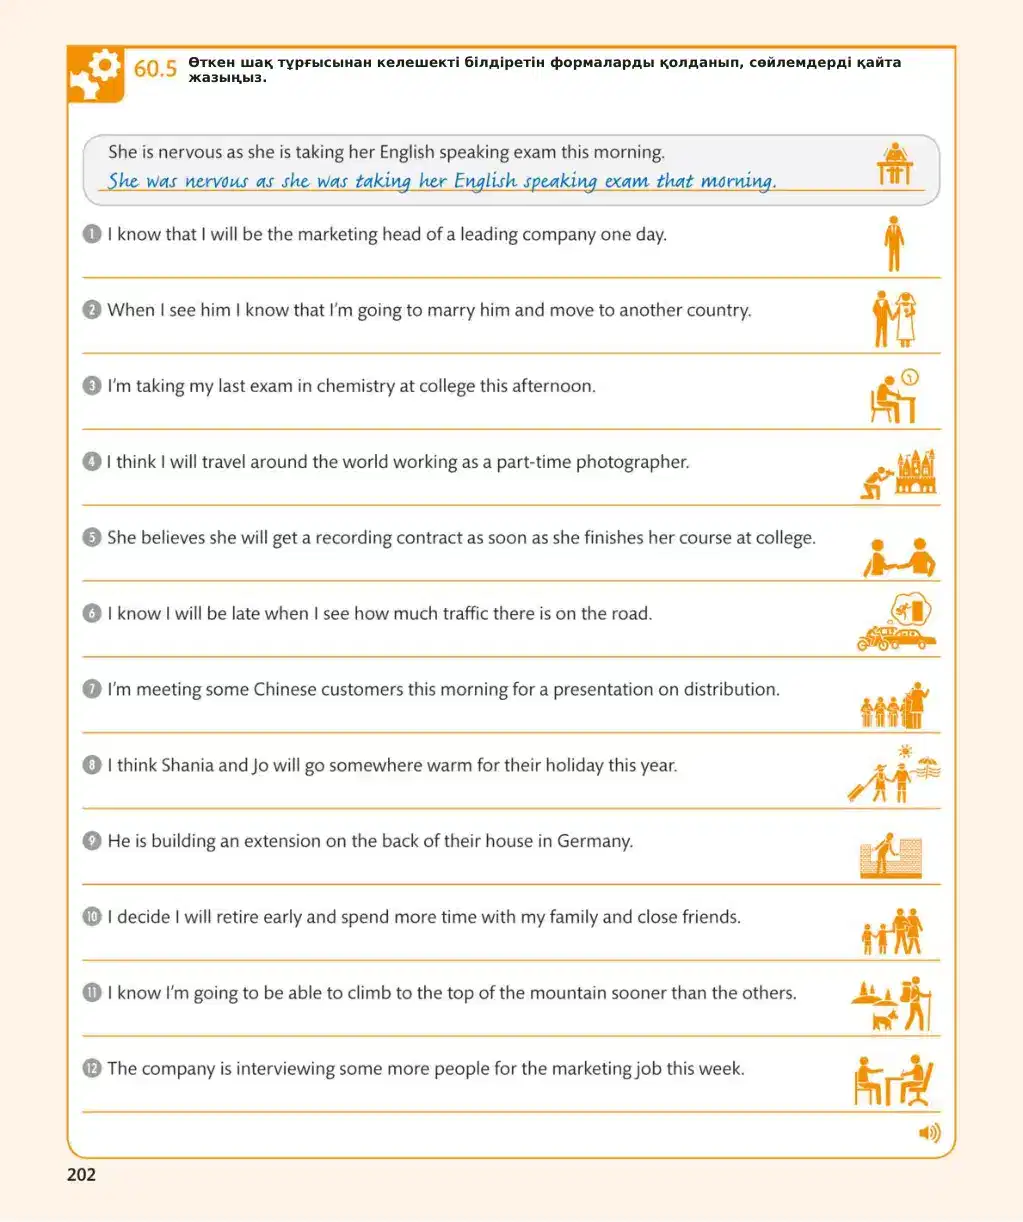 60.5 Өткен шақ тұрғысынан келешекті білдіретін формаларды қолданып, сөйлемдерді қайта
жазыңыз.
She is nervous as she is taking her English speaking exam this morning.
She was nervous as she was taking her English speaking exam that morning.
1 I know that I will be the marketing head of a leading company one day.
2 When I see him I know that I'm going to marry him and move to another country.
3 I'm taking my last exam in chemistry at college this afternoon.
4 I think I will travel around the world working as a part-time photographer.
5 She believes she will get a recording contract as soon as she finishes her course at college.
6 I know I will be late when I see how much traffic there is on the road.
7 I'm meeting some Chinese customers this morning for a presentation on distribution.
8 I think Shania and Jo will go somewhere warm for their holiday this year.
9 He is building an extension on the back of their house in Germany.
10 I decide I will retire early and spend more time with my family and close friends.
11 I know I'm going to be able to climb to the top of the mountain sooner than the others.
12 The company is interviewing some more people for the marketing job this week.
202